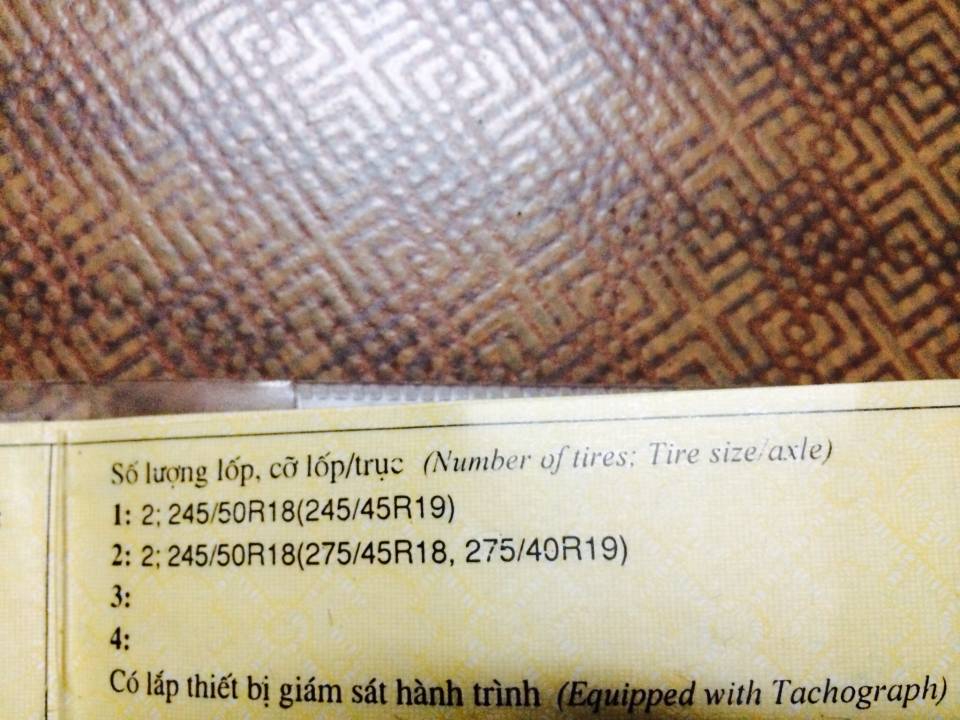 Số lượng lốp, cỡ lốp/trục (Number of tires; Tire size/axle)
1: 2; 245/50R18(245/45R19)
2: 2; 245/50R18(275/45R18, 275/40R19)
3:
4:
Có lắp thiết bị giám sát hành trình (Equipped with Tachograph)